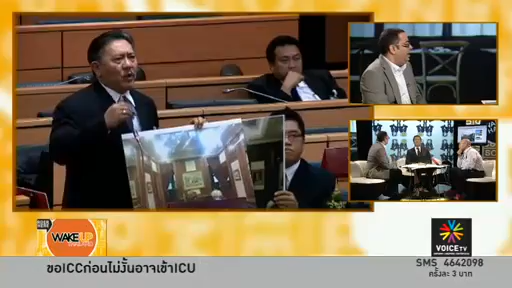 WAKE UP
THAILAND
VOICE TV
ขอICCก่อนไม่งั้นอาจเข้าICU
SMS 4642098
ครั้งละ 3 บาท